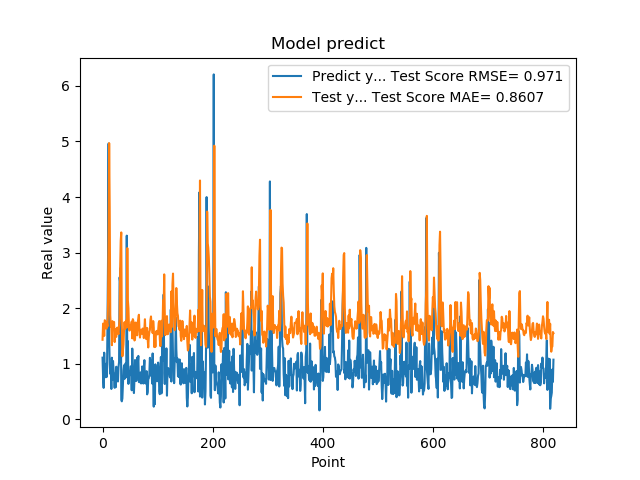 Model predict
Predict y... Test Score RMSE= 0.971
Test y... Test Score MAE= 0.8607
Real value
6
5
4
3
2
1
0
0 200 400 600 800
Point